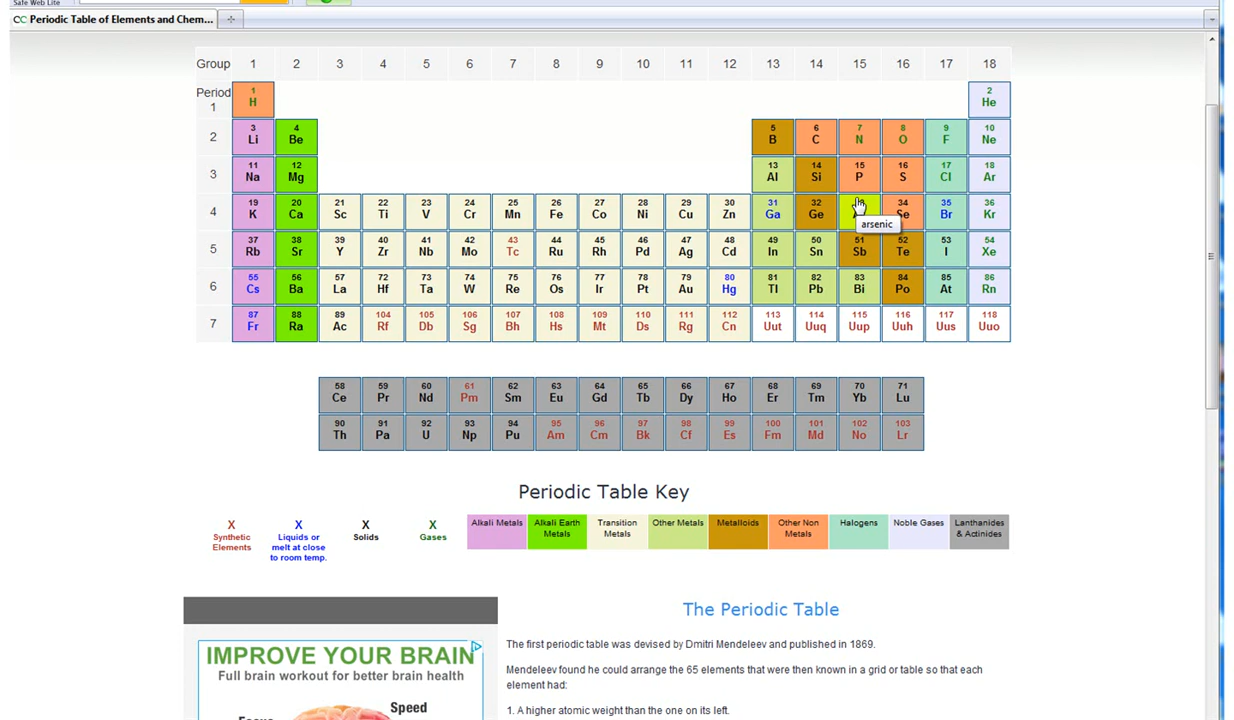 Safe Web Lite
CC Periodic Table of Elements and Chem...
Group 1 2 3 4 5 6 7 8 9 10 11 12 13 14 15 16 17 18
Period
1
1 2
H He
2
3 4 5 6 7 8 9 10
Li Be B C N O F Ne
3
11 12 13 14 15 16 17 18
Na Mg Al Si P S Cl Ar
4
19 20 21 22 23 24 25 26 27 28 29 30 31 32 34 35 36
K Ca Sc Ti V Cr Mn Fe Co Ni Cu Zn Ga Ge Se Br Kr
arsenic
5
37 38 39 40 41 42 43 44 45 46 47 48 49 50 51 52 53 54
Rb Sr Y Zr Nb Mo Tc Ru Rh Pd Ag Cd In Sn Sb Te I Xe
6
55 56 57 72 73 74 75 76 77 78 79 80 81 82 83 84 85 86
Cs Ba La Hf Ta W Re Os Ir Pt Au Hg Tl Pb Bi Po At Rn
7
87 88 89 104 105 106 107 108 109 110 111 112 113 114 115 116 117 118
Fr Ra Ac Rf Db Sg Bh Hs Mt Ds Rg Cn Uut Uuq Uup Uuh Uus Uuo
58 59 60 61 62 63 64 65 66 67 68 69 70 71
Ce Pr Nd Pm Sm Eu Gd Tb Dy Ho Er Tm Yb Lu
90 91 92 93 94 95 96 97 98 99 100 101 102 103
Th Pa U Np Pu Am Cm Bk Cf Es Fm Md No Lr
Periodic Table Key
X
Synthetic
Elements
X
Liquids or
melt at close
to room temp.
X
Solids
X
Gases
Alkali Metals
Alkali Earth
Metals
Transition
Metals
Other Metals
Metalloids
Other Non
Metals
Halogens
Noble Gases
Lanthanides
& Actinides
IMPROVE YOUR BRAIN
Full brain workout for better brain health
Speed
The Periodic Table
The first periodic table was devised by Dmitri Mendeleev and published in 1869.
Mendeleev found he could arrange the 65 elements that were then known in a grid or table so that each
element had:
1. A higher atomic weight than the one on its left.